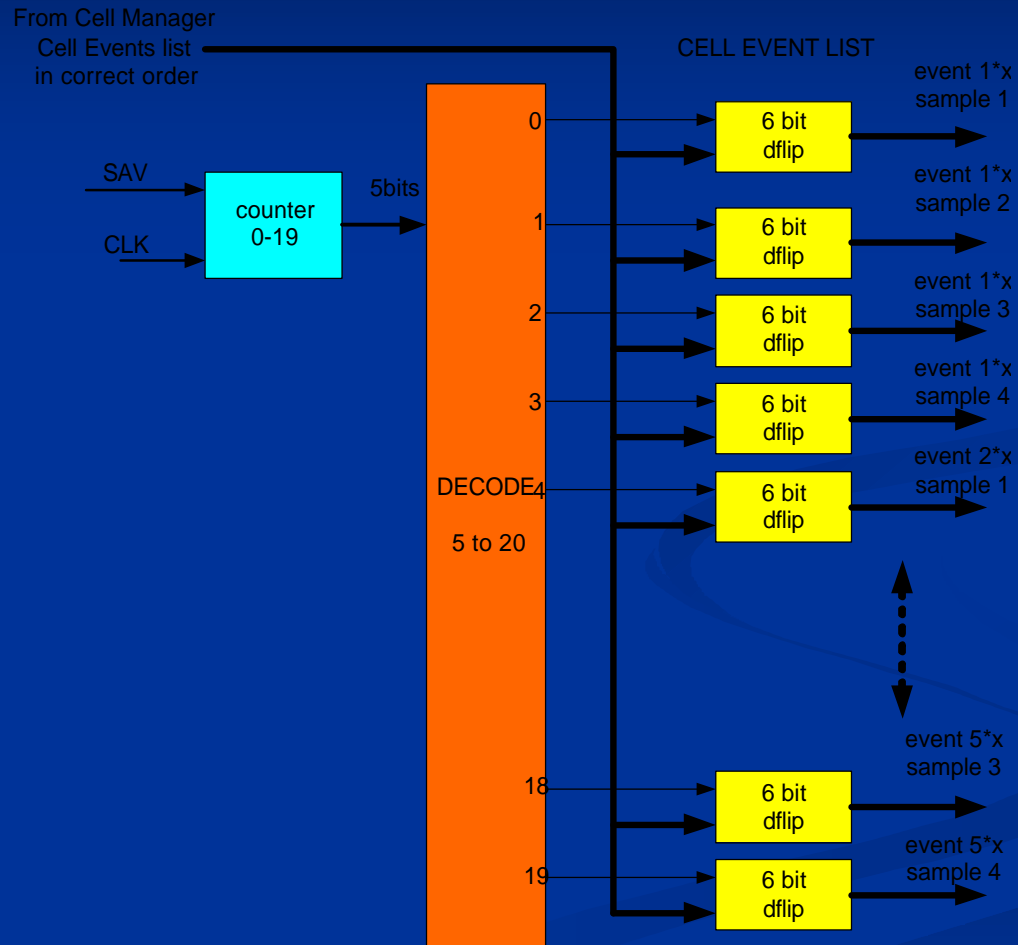 From Cell Manager
Cell Events list
in correct order
CELL EVENT LIST
SAV
CLK
counter
0-19
5bits
DECODE
5 to 20
0
1
2
3
4
18
19
6 bit
dflip
event 1*x
sample 1
6 bit
dflip
event 1*x
sample 2
6 bit
dflip
event 1*x
sample 3
6 bit
dflip
event 1*x
sample 4
6 bit
dflip
event 2*x
sample 1
6 bit
dflip
event 5*x
sample 3
6 bit
dflip
event 5*x
sample 4